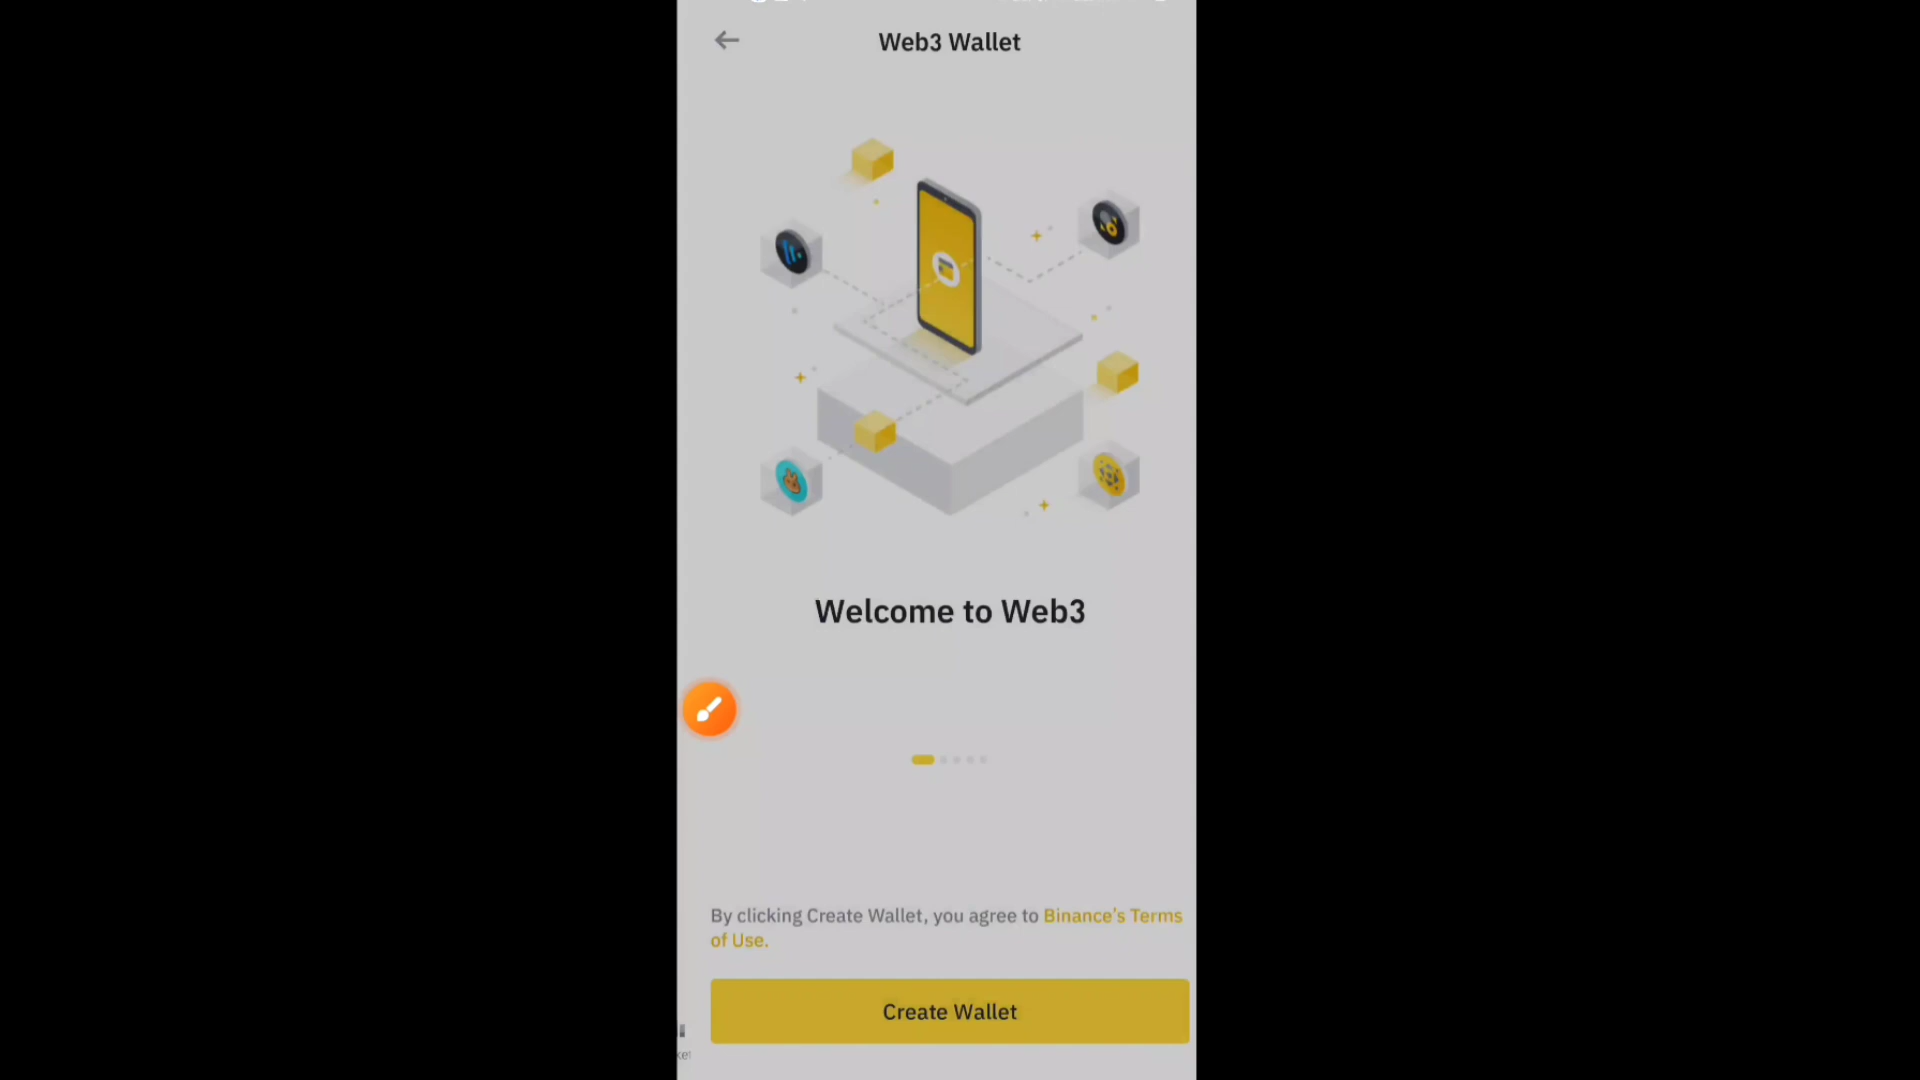 Web3 Wallet
Welcome to Web3
By clicking Create Wallet, you agree to Binance's Terms
of Use.
Create Wallet